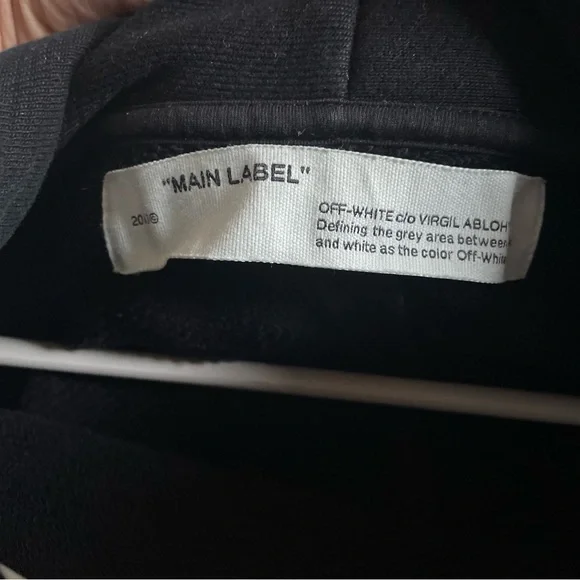 "MAIN LABEL"
OFF-WHITE c/o VIRGIL ABLOH
Defining the grey area between
and white as the color Off-White